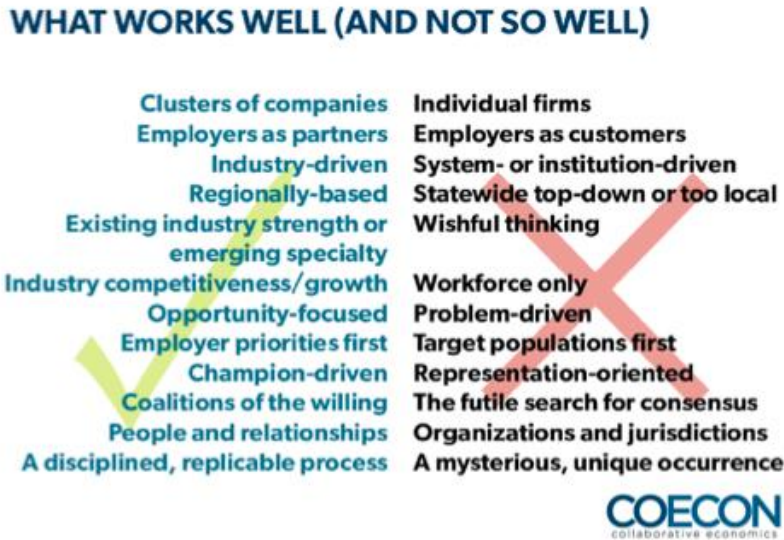 WHAT WORKS WELL (AND NOT SO WELL)
Clusters of companies Individual firms
Employers as partners Employers as customers
Industry-driven System- or institution-driven
Regionally-based Statewide top-down or too local
Existing industry strength or Wishful thinking
emerging specialty
Industry competitiveness/growth Workforce only
Opportunity-focused Problem-driven
Employer priorities first Target populations first
Champion-driven Representation-oriented
Coalitions of the willing The futile search for consensus
People and relationships Organizations and jurisdictions
A disciplined, replicable process A mysterious, unique occurrence
COECON
collaborative economics